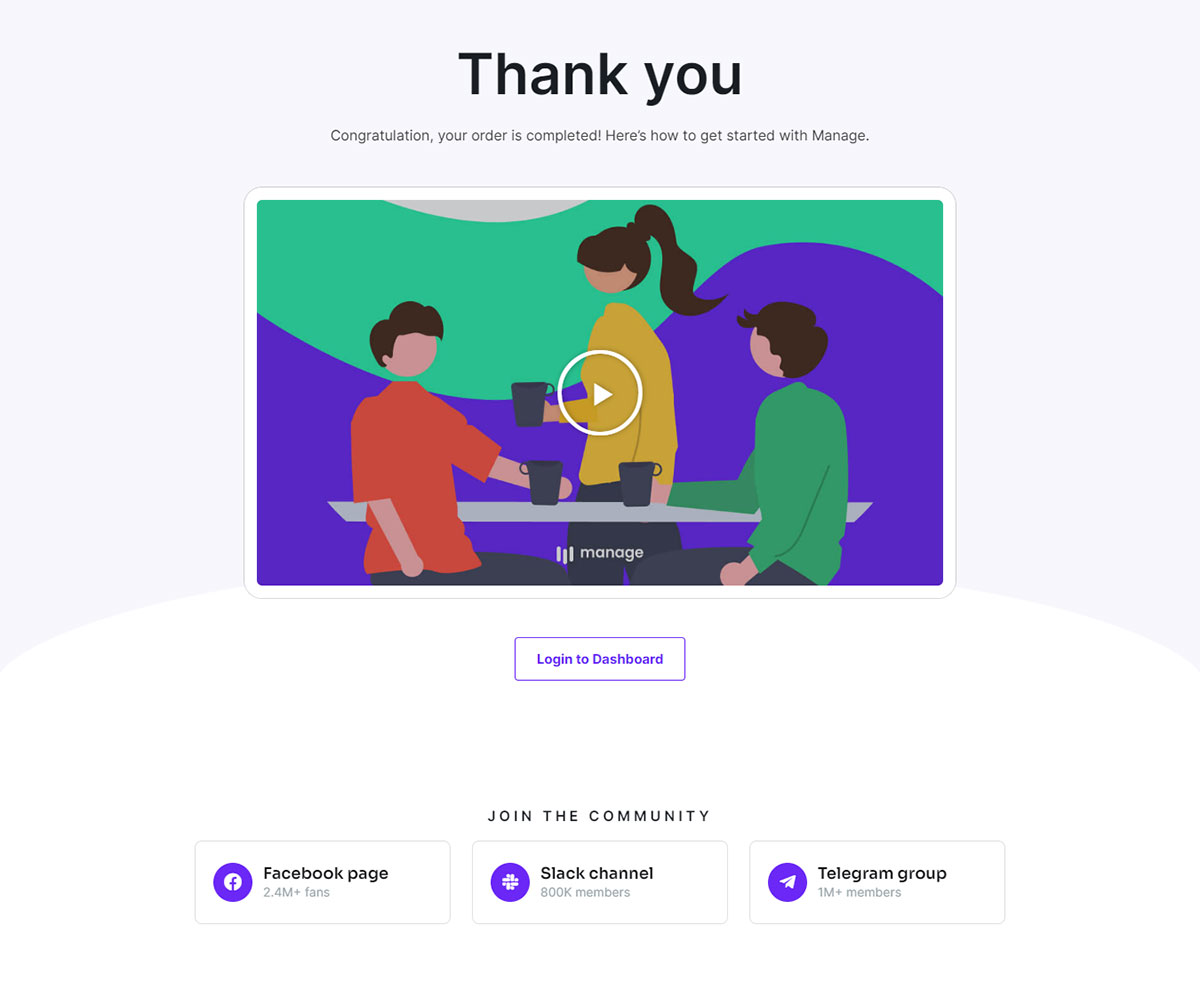 Thank you
Congratulation, your order is completed! Here’s how to get started with Manage.
manage
Login to Dashboard
JOIN THE COMMUNITY
Facebook page
2.4M+ fans
Slack channel
800K members
Telegram group
1M+ members